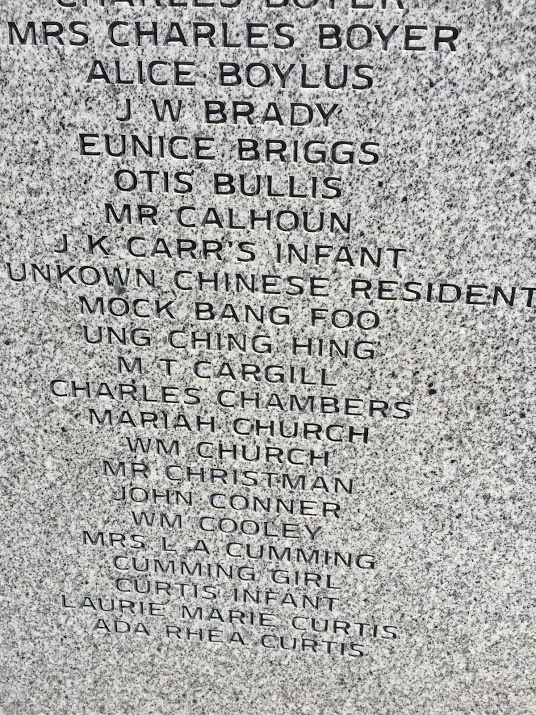 CHARLES BOYER
MRS CHARLES BOYER
ALICE BOYLUS
J W BRADY
EUNICE BRIGGS
OTIS BULLIS
MR CALHOUN
J K CARR'S INFANT
UNKOWN CHINESE RESIDENT
MOCK BANG FOO
UNG CHING HING
M T CARGILL
CHARLES CHAMBERS
MARIAH CHURCH
WM CHURCH
MR CHRISTMAN
JOHN CONNER
WM COOLEY
MRS L A CUMMING
CUMMING GIRL
CURTIS INFANT
LAURIE MARIE CURTIS
ADA RHEA CURTIS